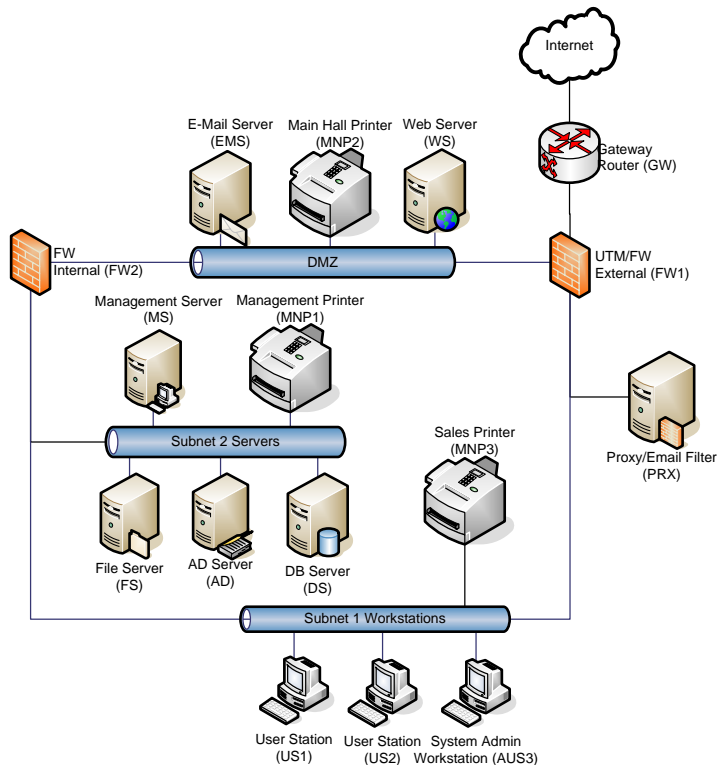 Internet
Gateway
Router (GW)
E-Mail Server
(EMS)
Main Hall Printer
(MNP2)
Web Server
(WS)
FW
Internal (FW2)
DMZ
UTM/FW
External (FW1)
Management Server
(MS)
Management Printer
(MNP1)
Subnet 2 Servers
Sales Printer
(MNP3)
Proxy/Email Filter
(PRX)
File Server
(FS)
AD Server
(AD)
DB Server
(DS)
Subnet 1 Workstations
User Station
(US1)
User Station
(US2)
System Admin
Workstation (AUS3)